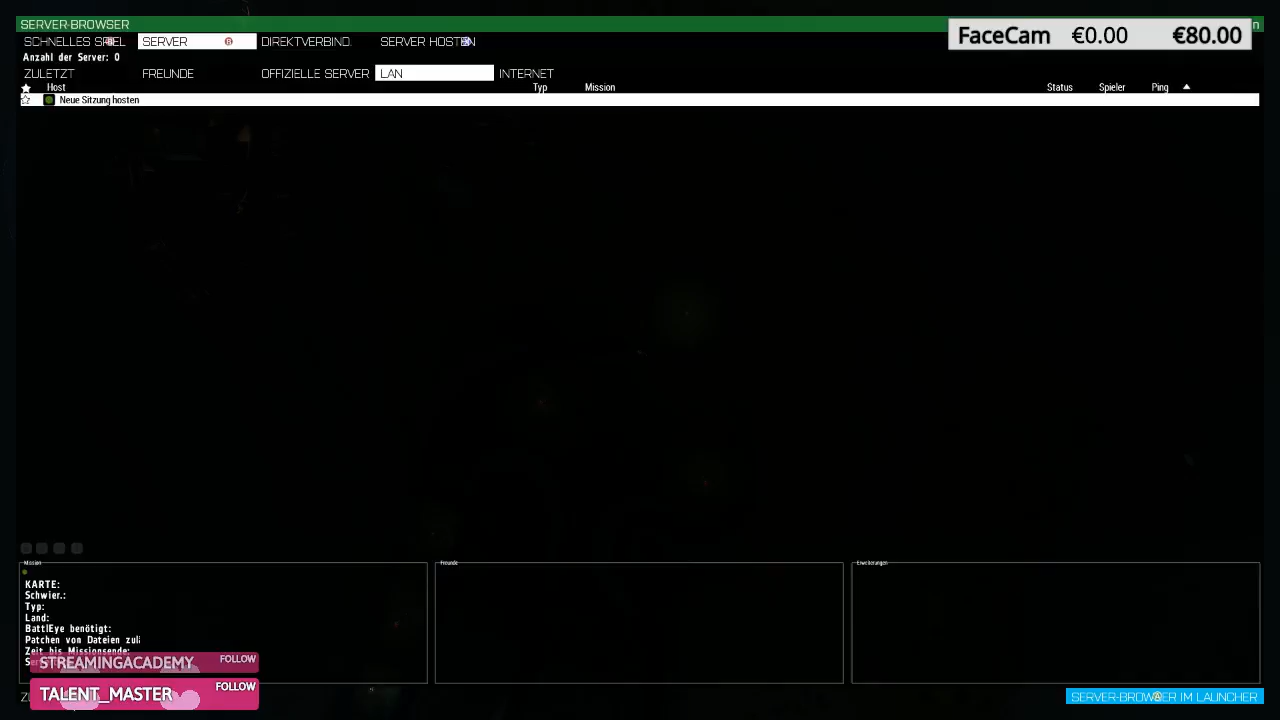 SERVER-BROWSER
FaceCam €0.00 €80.00
SCHNELLES SPIEL SERVER DIREKTVERBIND. SERVER HOSTEN
Anzahl der Server: 0
ZULETZT FREUNDE OFFIZIELLE SERVER LAN INTERNET
Host Typ Mission Status Spieler Ping
Neue Sitzung hosten
Mission Freunde Erweiterungen
KARTE:
Schwier.:
Typ:
Land:
BattlEye benötigt:
Patchen von Dateien
Zeit bis Missionsende:
STREAMINGACADEMY FOLLOW
TALENT_MASTER FOLLOW
SERVER-BROWSER IM LAUNCHER